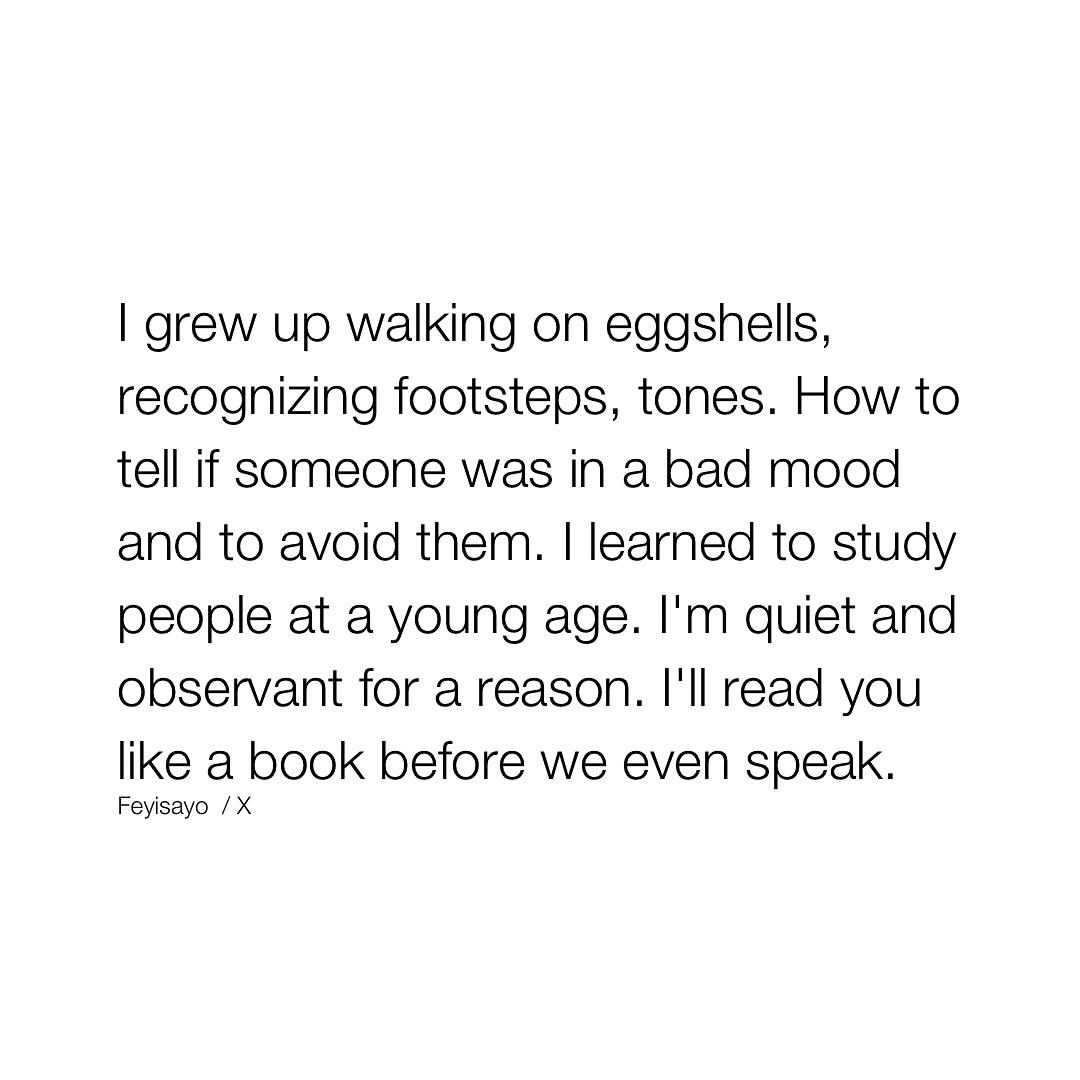 I grew up walking on eggshells,
recognizing footsteps, tones. How to
tell if someone was in a bad mood
and to avoid them. I learned to study
people at a young age. I'm quiet and
observant for a reason. I'll read you
like a book before we even speak.
Feyisayo / X